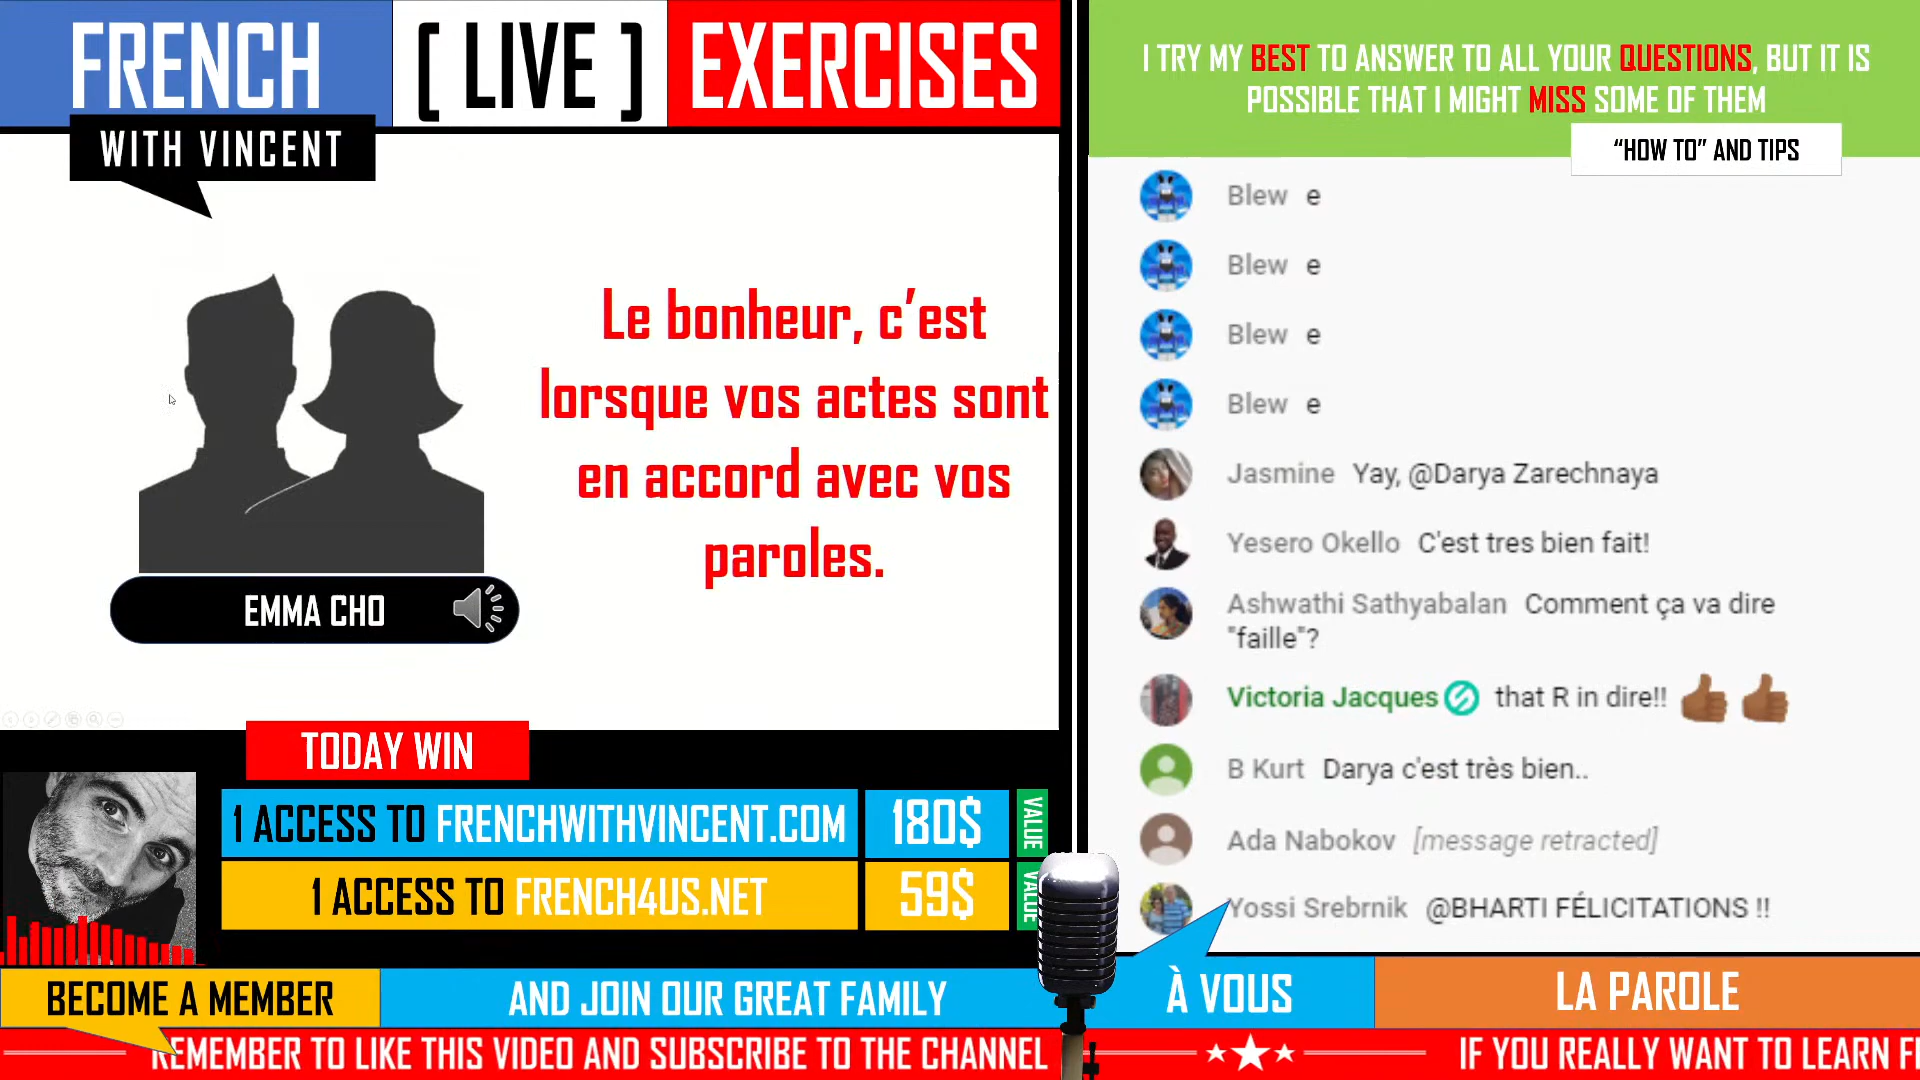 FRENCH
[ LIVE ]
EXERCISES
WITH VINCENT
Le bonheur, c’est
lorsque vos actes sont
en accord avec vos
paroles.
EMMA CHO
TODAY WIN
1 ACCESS TO FRENCHWITHVINCENT.COM
180$
VALUE
1 ACCESS TO FRENCH4US.NET
59$
VALUE
BECOME A MEMBER
AND JOIN OUR GREAT FAMILY
I TRY MY BEST TO ANSWER TO ALL YOUR QUESTIONS, BUT IT IS
POSSIBLE THAT I MIGHT MISS SOME OF THEM
“HOW TO” AND TIPS
Blew e
Blew e
Blew e
Blew e
Jasmine Yay, @Darya Zarechnaya
Yesero Okello C'est tres bien fait!
Ashwathi Sathyabalan Comment ça va dire
"faille"?
Victoria Jacques that R in dire!!
B Kurt Darya c'est très bien..
Ada Nabokov [message retracted]
Yossi Srebrnik @BHARTI FÉLICITATIONS !!
À VOUS
LA PAROLE
REMEMBER TO LIKE THIS VIDEO AND SUBSCRIBE TO THE CHANNEL
IF YOU REALLY WANT TO LEARN F